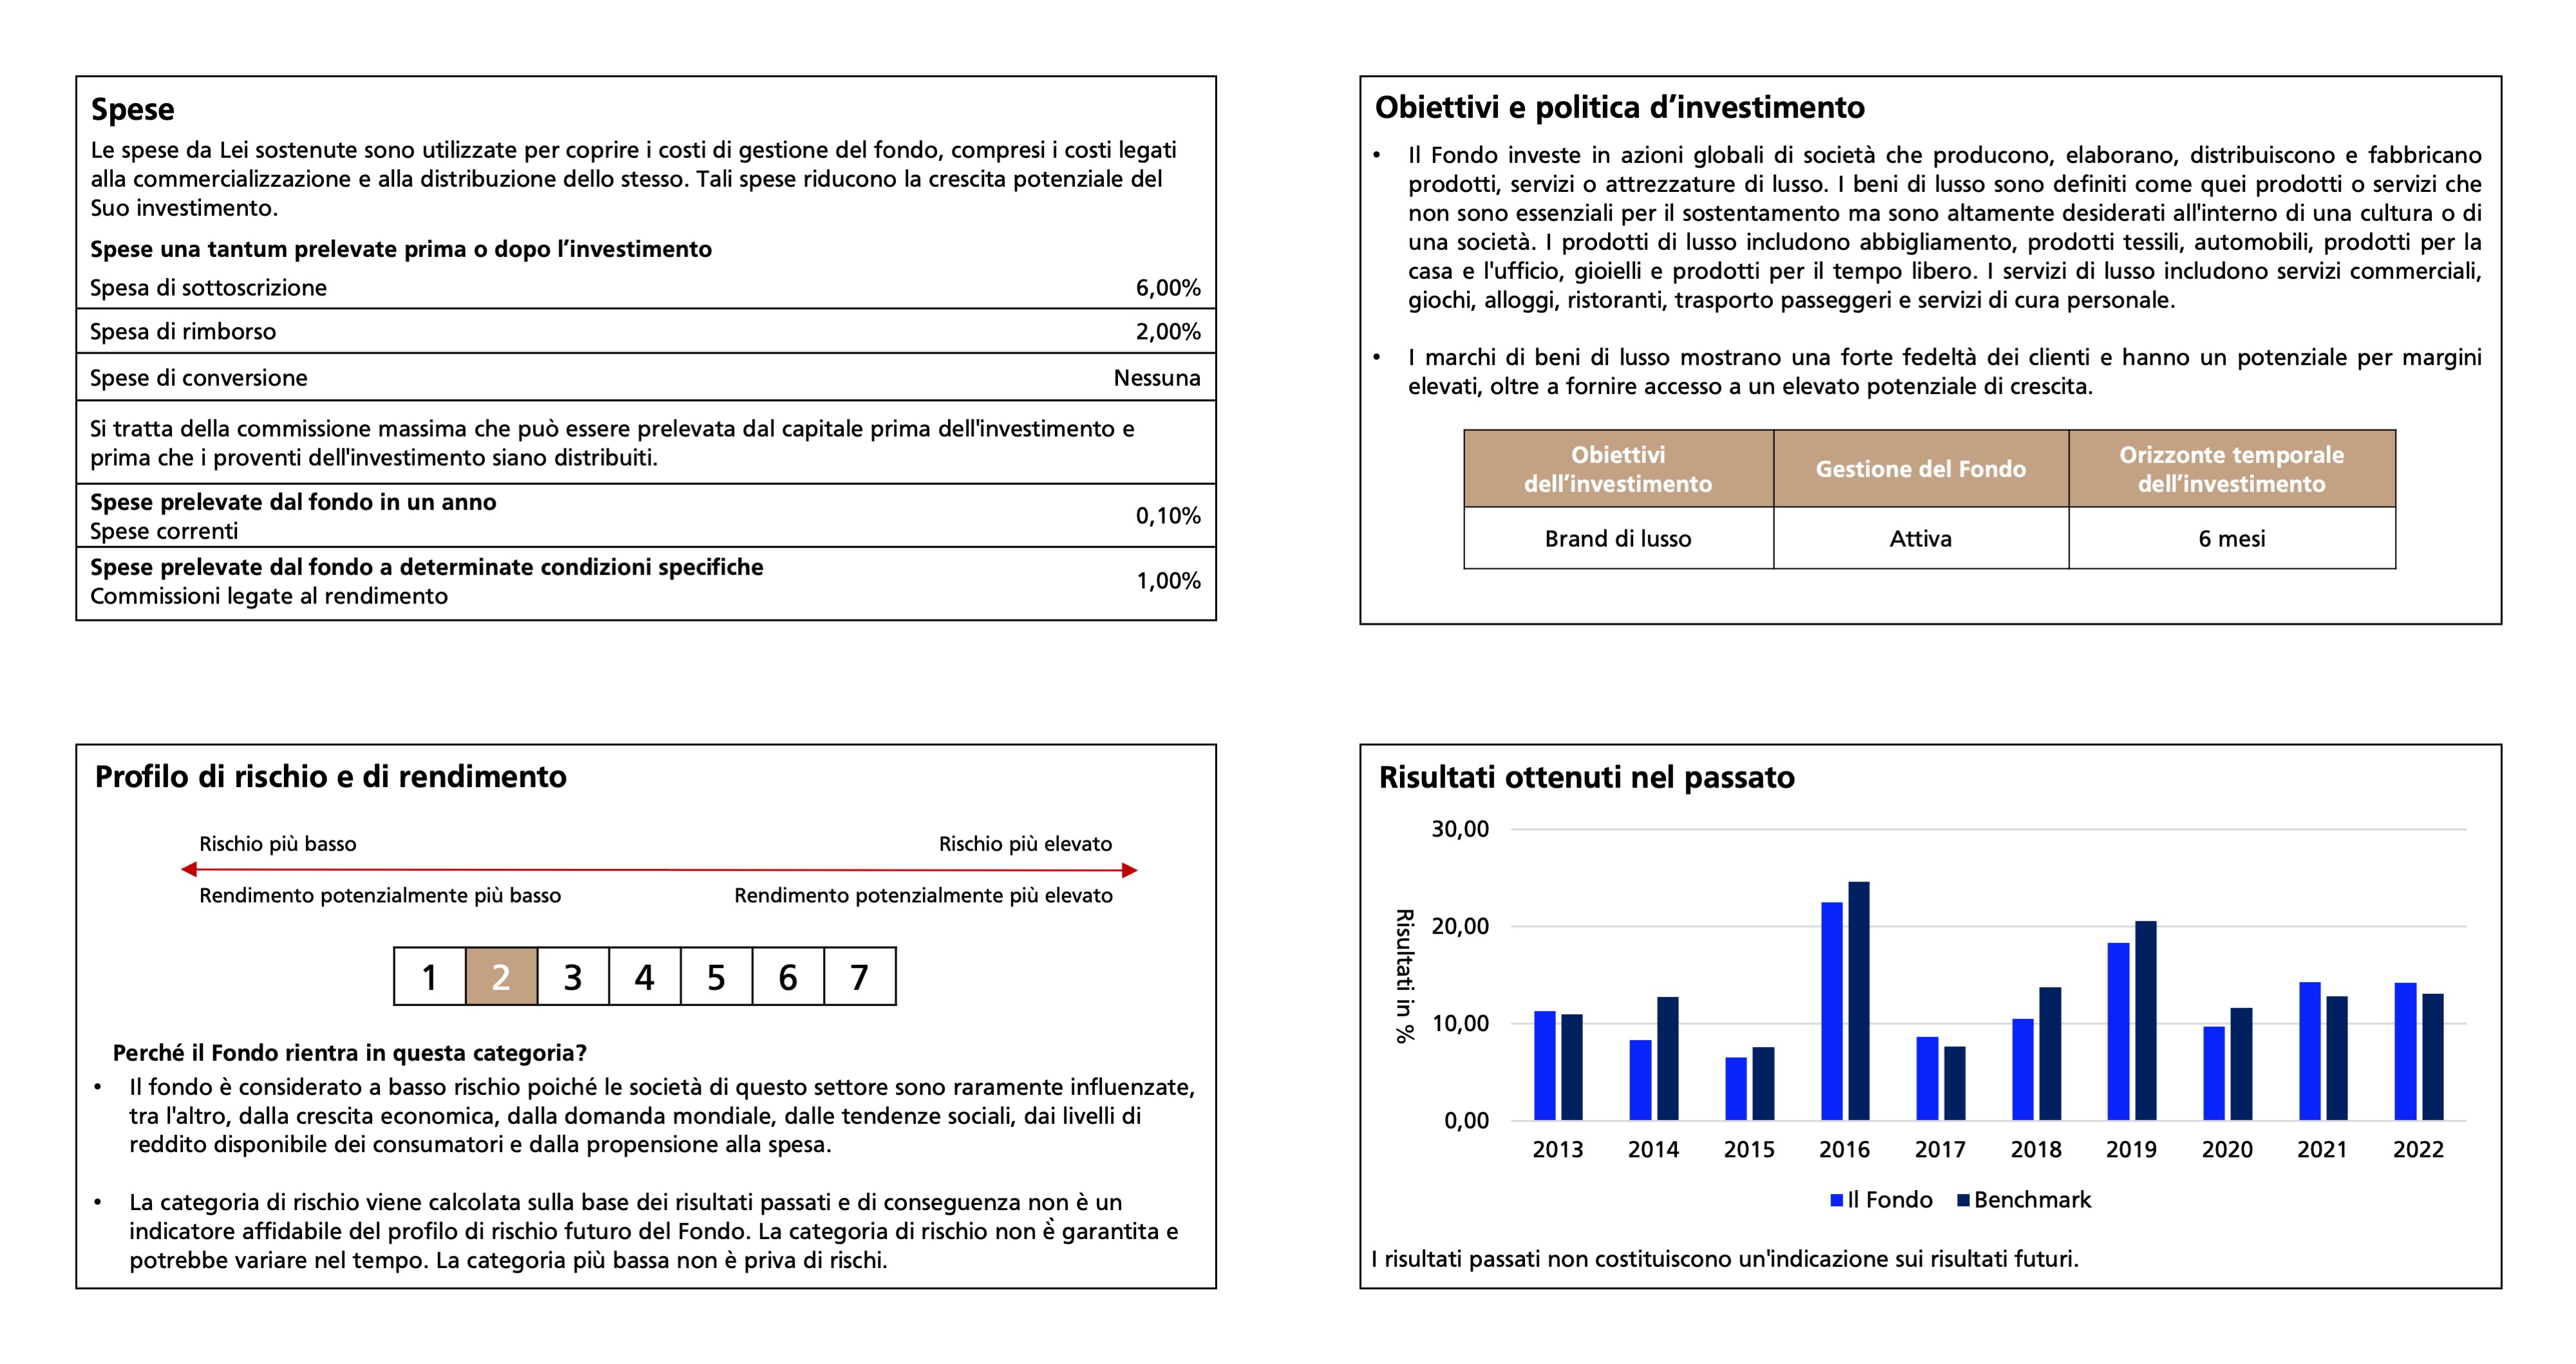 Spese
Le spese da Lei sostenute sono utilizzate per coprire i costi di gestione del fondo, compresi i costi legati
alla commercializzazione e alla distribuzione dello stesso. Tali spese riducono la crescita potenziale del
Suo investimento.
Spese una tantum prelevate prima o dopo l’investimento
Spesa di sottoscrizione 6,00%
Spesa di rimborso 2,00%
Spese di conversione Nessuna
Si tratta della commissione massima che può essere prelevata dal capitale prima dell'investimento e
prima che i proventi dell'investimento siano distribuiti.
Spese prelevate dal fondo in un anno
Spese correnti 0,10%
Spese prelevate dal fondo a determinate condizioni specifiche
Commissioni legate al rendimento 1,00%
Obiettivi e politica d’investimento
• Il Fondo investe in azioni globali di società che producono, elaborano, distribuiscono e fabbricano
prodotti, servizi o attrezzature di lusso. I beni di lusso sono definiti come quei prodotti o servizi che
non sono essenziali per il sostentamento ma sono altamente desiderati all'interno di una cultura o di
una società. I prodotti di lusso includono abbigliamento, prodotti tessili, automobili, prodotti per la
casa e l'ufficio, gioielli e prodotti per il tempo libero. I servizi di lusso includono servizi commerciali,
giochi, alloggi, ristoranti, trasporto passeggeri e servizi di cura personale.
• I marchi di beni di lusso mostrano una forte fedeltà dei clienti e hanno un potenziale per margini
elevati, oltre a fornire accesso a un elevato potenziale di crescita.
Obiettivi
dell’investimento
Gestione del Fondo
Orizzonte temporale
dell’investimento
Brand di lusso Attiva 6 mesi
Profilo di rischio e di rendimento
Rischio più basso Rischio più elevato
Rendimento potenzialmente più basso Rendimento potenzialmente più elevato
1 2 3 4 5 6 7
Perché il Fondo rientra in questa categoria?
• Il fondo è considerato a basso rischio poiché le società di questo settore sono raramente influenzate,
tra l'altro, dalla crescita economica, dalla domanda mondiale, dalle tendenze sociali, dai livelli di
reddito disponibile dei consumatori e dalla propensione alla spesa.
• La categoria di rischio viene calcolata sulla base dei risultati passati e di conseguenza non è un
indicatore affidabile del profilo di rischio futuro del Fondo. La categoria di rischio non è̀ garantita e
potrebbe variare nel tempo. La categoria più bassa non è priva di rischi.
Risultati ottenuti nel passato
Risultati in %
30,00
20,00
10,00
0,00
2013 2014 2015 2016 2017 2018 2019 2020 2021 2022
Il Fondo Benchmark
I risultati passati non costituiscono un'indicazione sui risultati futuri.